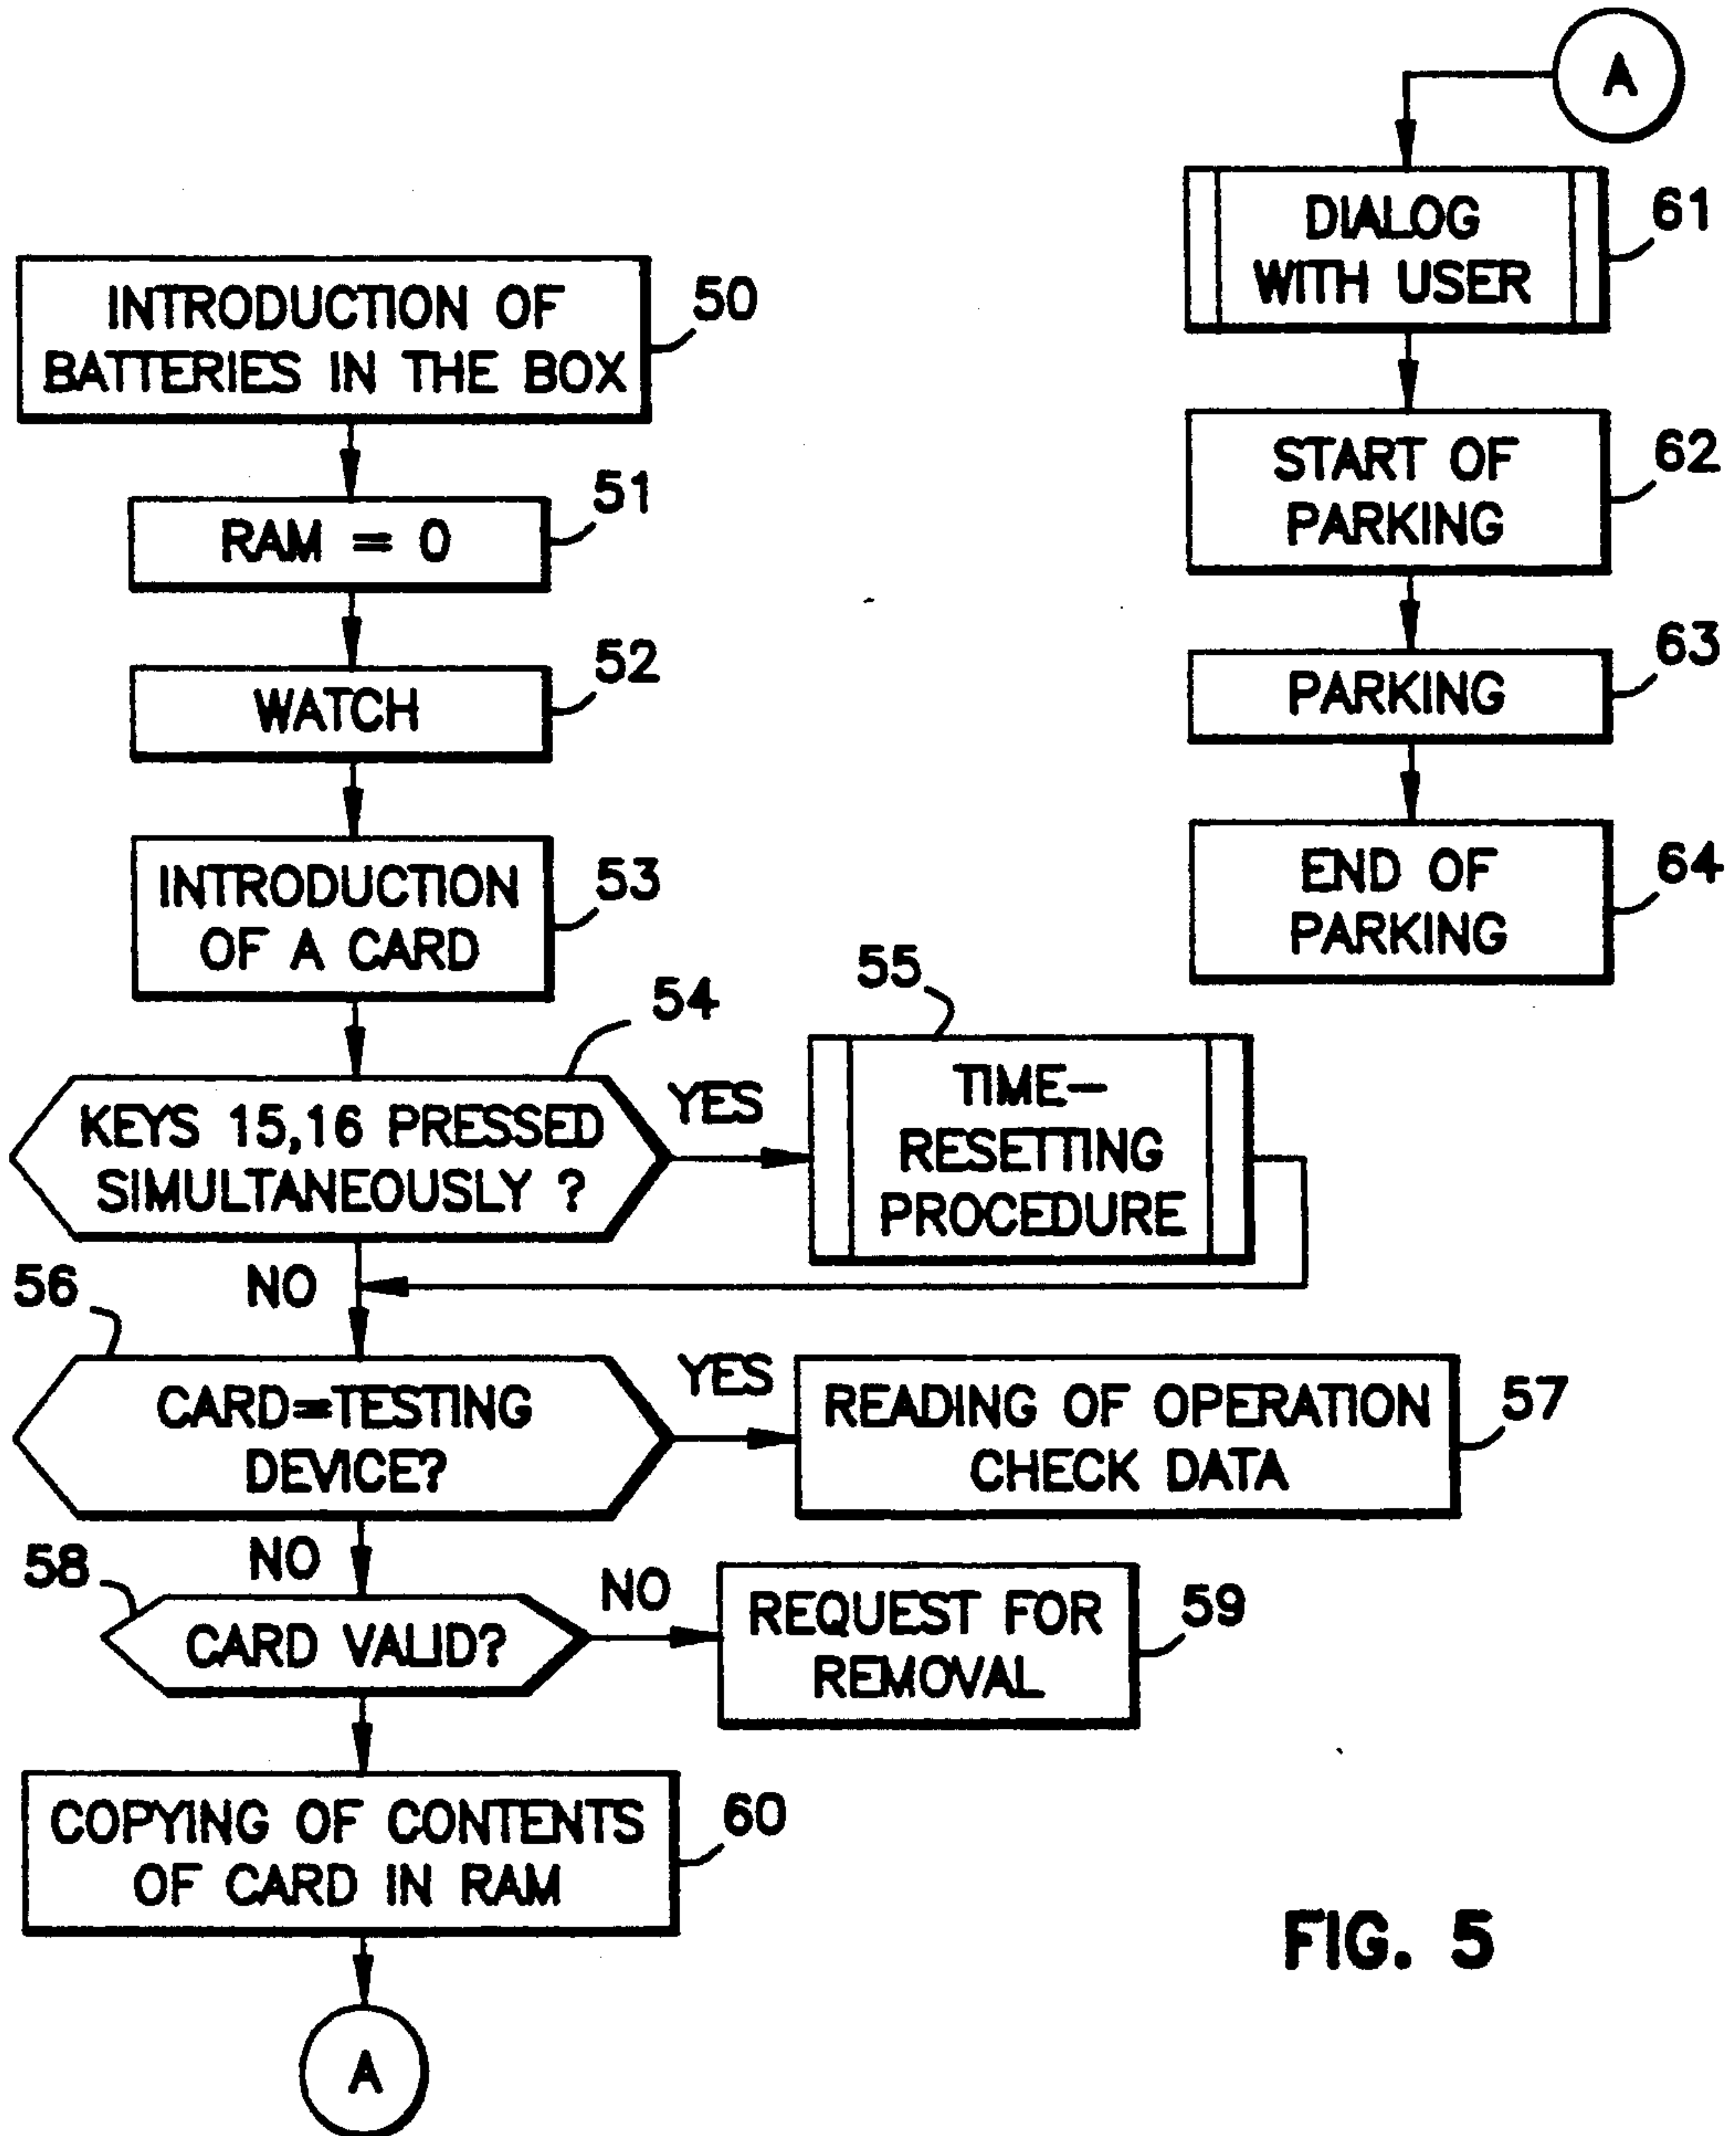 INTRODUCTION OF
BATTERIES IN THE BOX
50
RAM = 0
51
WATCH
52
INTRODUCTION
OF A CARD
53
54
KEYS 15,16 PRESSED
SIMULTANEOUSLY ?
YES
55
TIME-
RESETTING
PROCEDURE
NO
56
CARD=TESTING
DEVICE?
YES
READING OF OPERATION
CHECK DATA
57
NO
58
CARD VALID?
NO
REQUEST FOR
REMOVAL
59
COPYING OF CONTENTS
OF CARD IN RAM
60
A
A
DIALOG
WITH USER
61
START OF
PARKING
62
PARKING
63
END OF
PARKING
64
FIG. 5